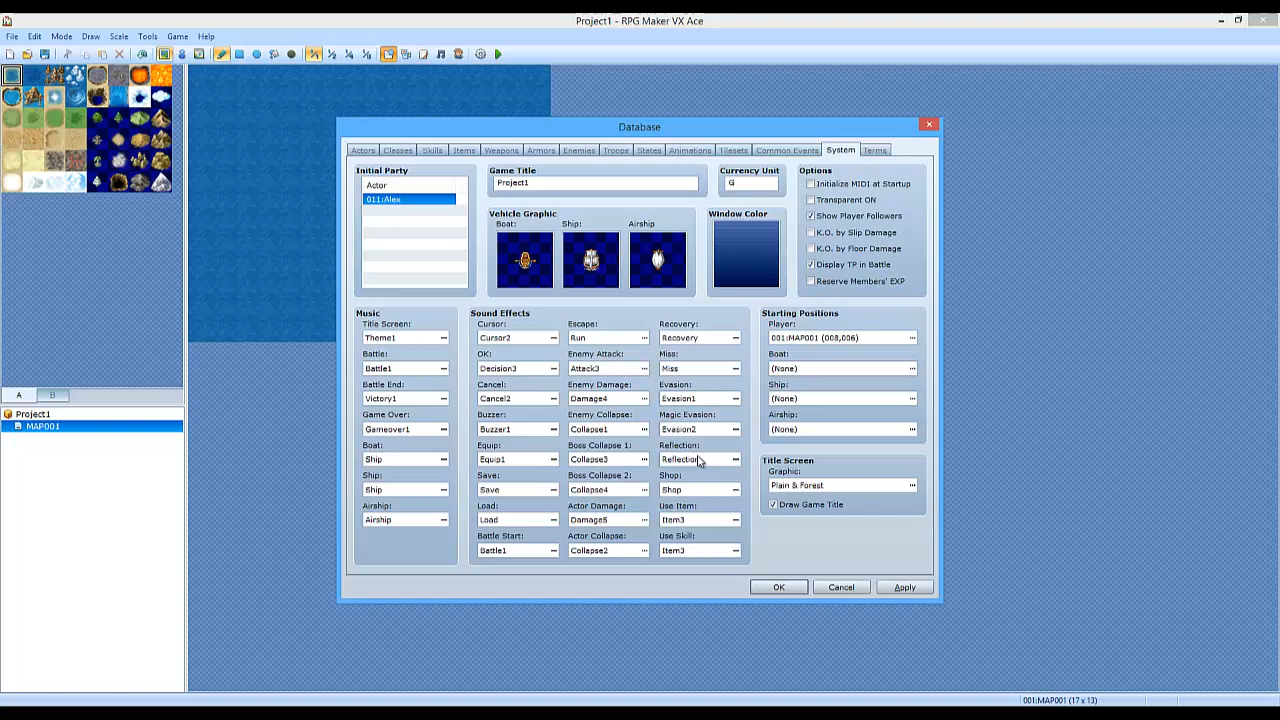 Project1 - RPG Maker VX Ace
File Edit Mode Draw Scale Tools Game Help
Database
Actors Classes Skills Items Weapons Armors Enemies Troops States Animations Tilesets Common Events System Terms
Initial Party
Actor
011:Alex
Game Title
Project1
Currency Unit
G
Options
Initialize MIDI at Startup
Transparent ON
Show Player Followers
K.O. by Slip Damage
K.O. by Floor Damage
Display TP in Battle
Reserve Members' EXP
Vehicle Graphic
Boat: Ship: Airship
Window Color
Music
Title Screen:
Theme1
Battle:
Battle1
Battle End:
Victory1
Game Over:
Gameover1
Boat:
Ship
Ship:
Ship
Airship:
Airship
Sound Effects
Cursor: Escape: Recovery:
Cursor2 Run Recovery
OK: Enemy Attack: Miss:
Decision3 Attack3 Miss
Cancel: Enemy Damage: Evasion:
Cancel2 Damage4 Evasion1
Buzzer: Enemy Collapse: Magic Evasion:
Buzzer1 Collapse1 Evasion2
Equip: Boss Collapse 1: Reflection:
Equip1 Collapse3 Reflection
Save: Boss Collapse 2: Shop:
Save Collapse4 Shop
Load: Actor Damage: Use Item:
Load Damage5 Item3
Battle Start: Actor Collapse: Use Skill:
Battle1 Collapse2 Item3
Starting Positions
Player:
001:MAP001 (008,006)
Boat:
(None)
Ship:
(None)
Airship:
(None)
Title Screen
Graphic:
Plain & Forest
Draw Game Title
OK Cancel Apply
A B
Project1
MAP001
001:MAP001 (17 x 13)